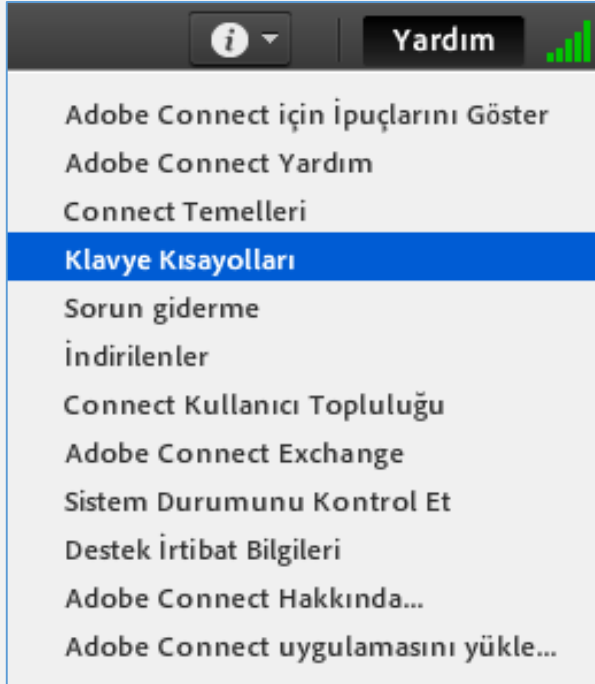 i
Yardım
Adobe Connect için İpuçlarını Göster
Adobe Connect Yardım
Connect Temelleri
Klavye Kısayolları
Sorun giderme
İndirilenler
Connect Kullanıcı Topluluğu
Adobe Connect Exchange
Sistem Durumunu Kontrol Et
Destek İrtibat Bilgileri
Adobe Connect Hakkında...
Adobe Connect uygulamasını yükle...